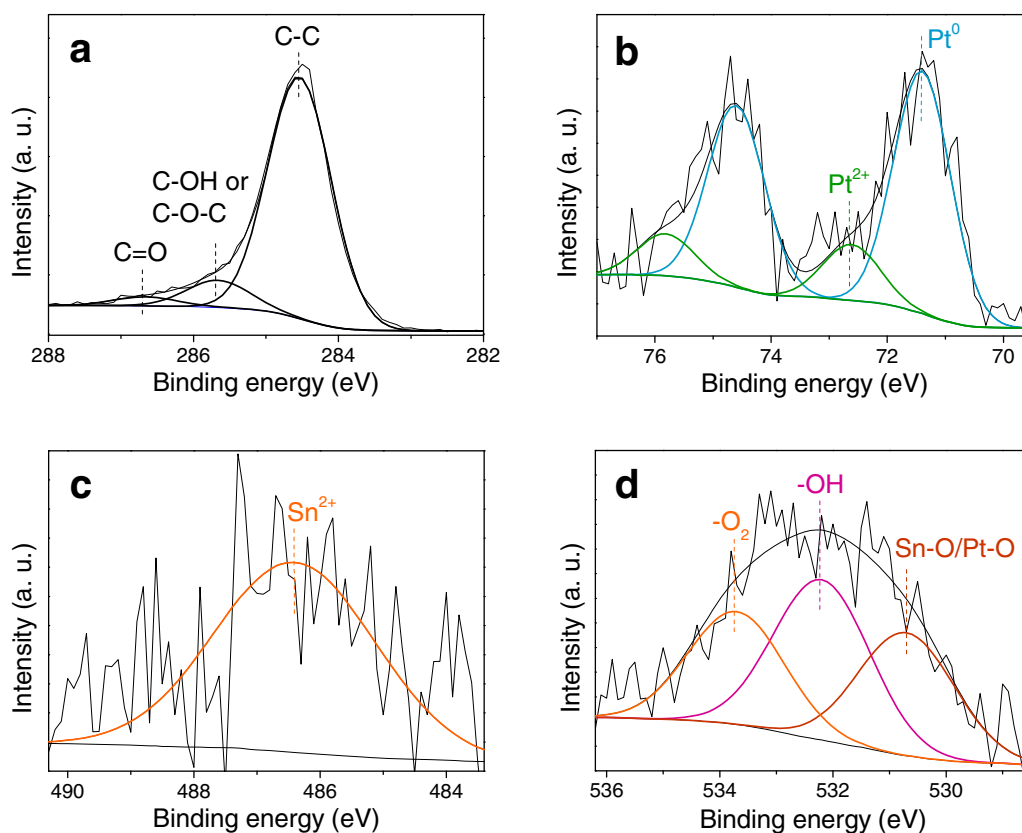 a
C-C
C-OH or
C-O-C
C=O
Intensity (a. u.)
288 286 284 282
Binding energy (eV)
b
Pt⁰
Pt²⁺
Intensity (a. u.)
76 74 72 70
Binding energy (eV)
c
Sn²⁺
Intensity (a. u.)
490 488 486 484
Binding energy (eV)
d
-OH
-O₂
Sn-O/Pt-O
Intensity (a. u.)
536 534 532 530
Binding energy (eV)